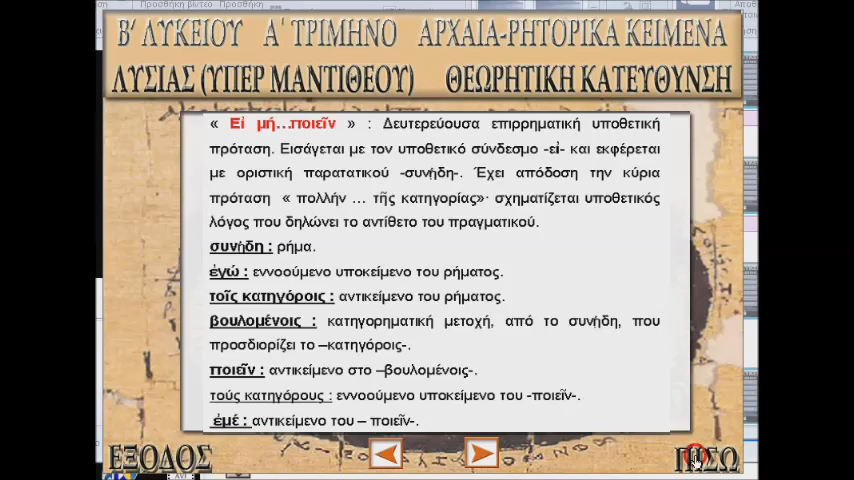 Β΄ ΛΥΚΕΙΟΥ Α΄ ΤΡΙΜΗΝΟ ΑΡΧΑΙΑ-ΡΗΤΟΡΙΚΑ ΚΕΙΜΕΝΑ
ΛΥΣΙΑΣ (ΥΠΕΡ ΜΑΝΤΙΘΕΟΥ) ΘΕΩΡΗΤΙΚΗ ΚΑΤΕΥΘΥΝΣΗ
« Εἰ μή…ποιεῖν » : Δευτερεύουσα επιρρηματική υποθετική
πρόταση. Εισάγεται με τον υποθετικό σύνδεσμο -εἰ- και εκφέρεται
με οριστική παρατατικού -συνῄδη-. Έχει απόδοση την κύρια
πρόταση « πολλήν … τῆς κατηγορίας»· σχηματίζεται υποθετικός
λόγος που δηλώνει το αντίθετο του πραγματικού.
συνῄδη : ρήμα.
ἐγώ : εννοούμενο υποκείμενο του ρήματος.
τοῖς κατηγόροις : αντικείμενο του ρήματος.
βουλομένοις : κατηγορηματική μετοχή, από το συνῄδη, που
προσδιορίζει το –κατηγόροις-.
ποιεῖν : αντικείμενο στο –βουλομένοις-.
τούς κατηγόρους : εννοούμενο υποκείμενο του -ποιεῖν-.
ἐμέ : αντικείμενο του – ποιεῖν-.
ΕΞΟΔΟΣ ΠΙΣΩ